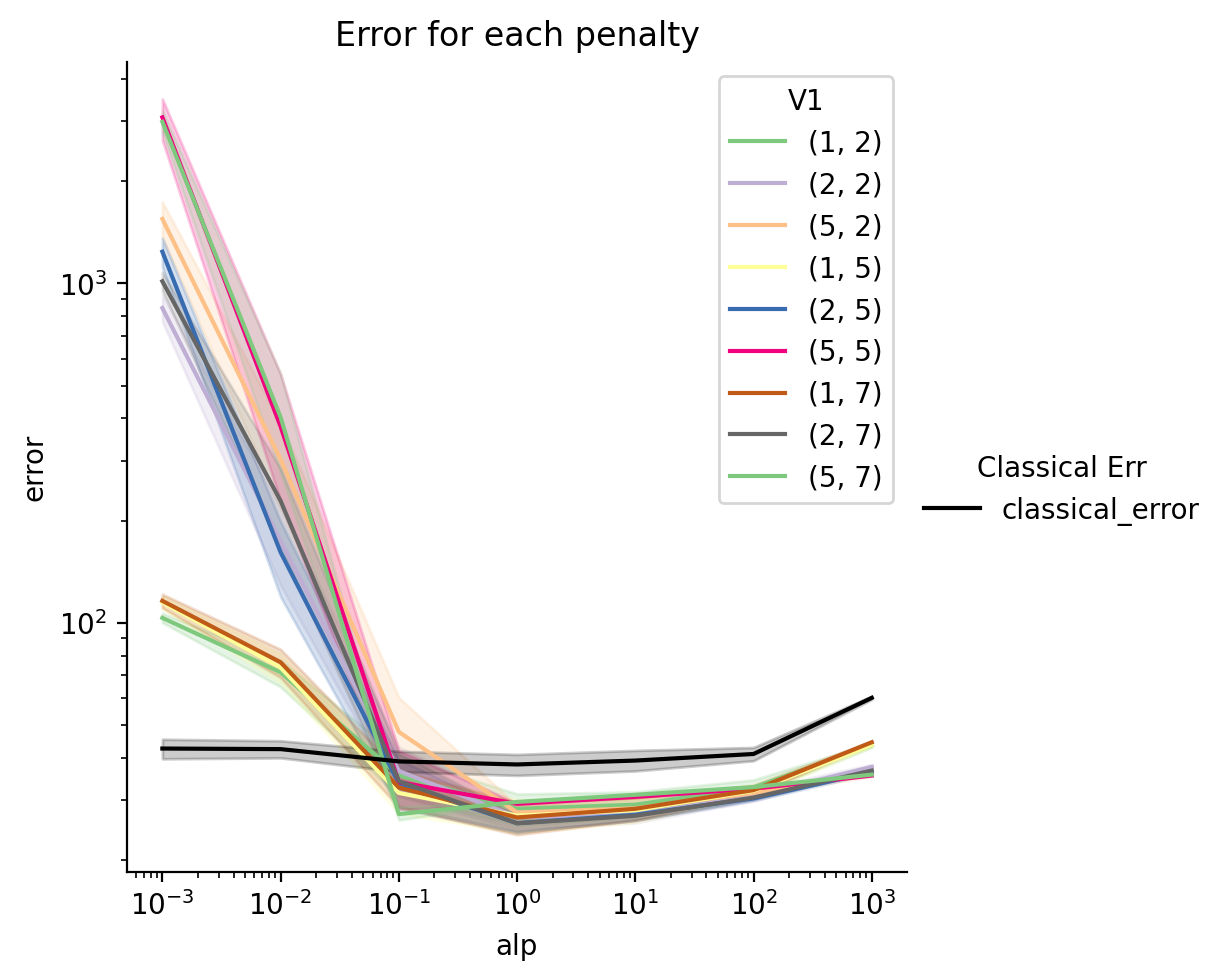 Error for each penalty
V1
(1, 2)
(2, 2)
(5, 2)
(1, 5)
(2, 5)
(5, 5)
(1, 7)
(2, 7)
(5, 7)
Classical Err
classical_error
error
10³
10²
10⁻³ 10⁻² 10⁻¹ 10⁰ 10¹ 10² 10³
alp